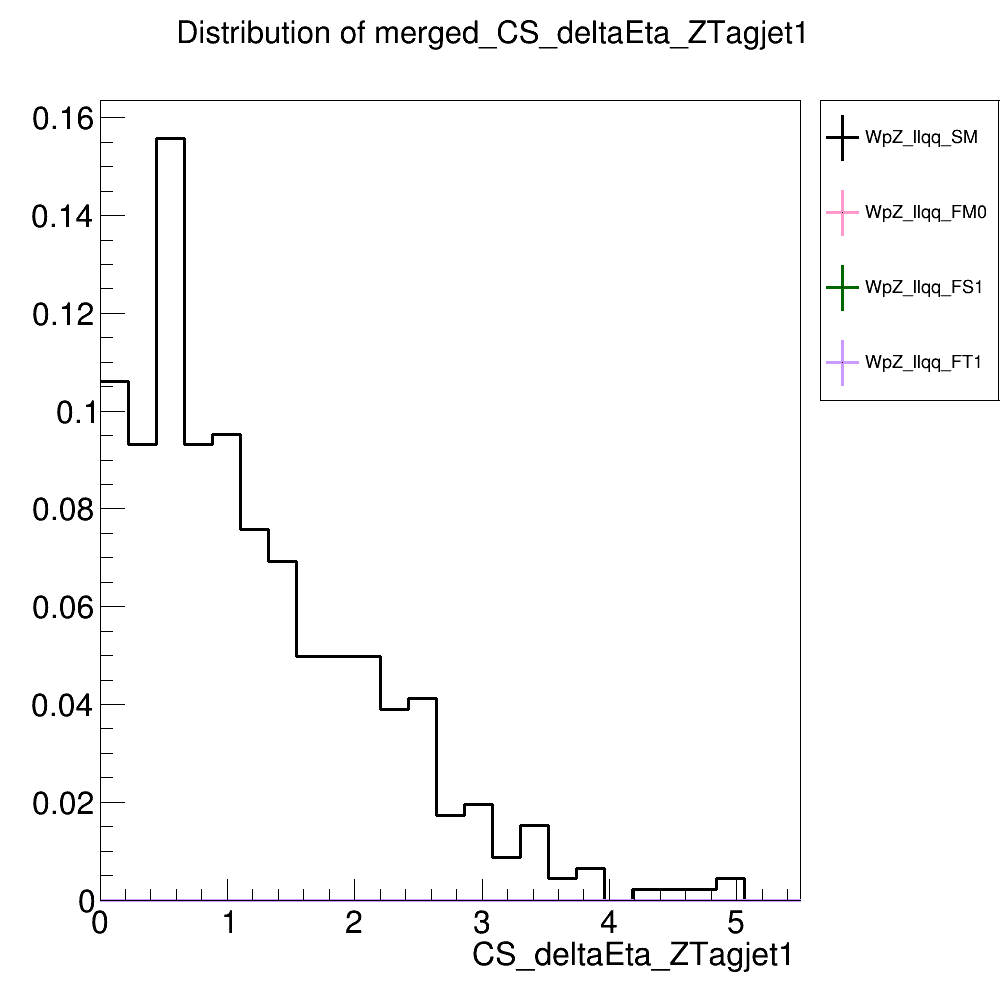 Distribution of merged_CS_deltaEta_ZTagjet1
0.16
0.14
0.12
0.1
0.08
0.06
0.04
0.02
0
0 1 2 3 4 5
CS_deltaEta_ZTagjet1
WpZ_llqq_SM
WpZ_llqq_FM0
WpZ_llqq_FS1
WpZ_llqq_FT1